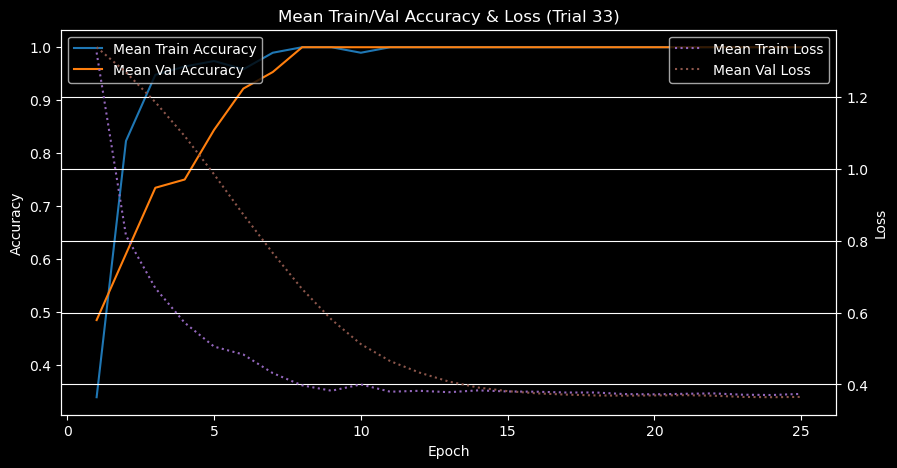 Mean Train/Val Accuracy & Loss (Trial 33)
Mean Train Accuracy
Mean Val Accuracy
Mean Train Loss
Mean Val Loss
1.0
0.9
0.8
0.7
0.6
0.5
0.4
Accuracy
1.2
1.0
0.8
0.6
0.4
Loss
0 5 10 15 20 25
Epoch